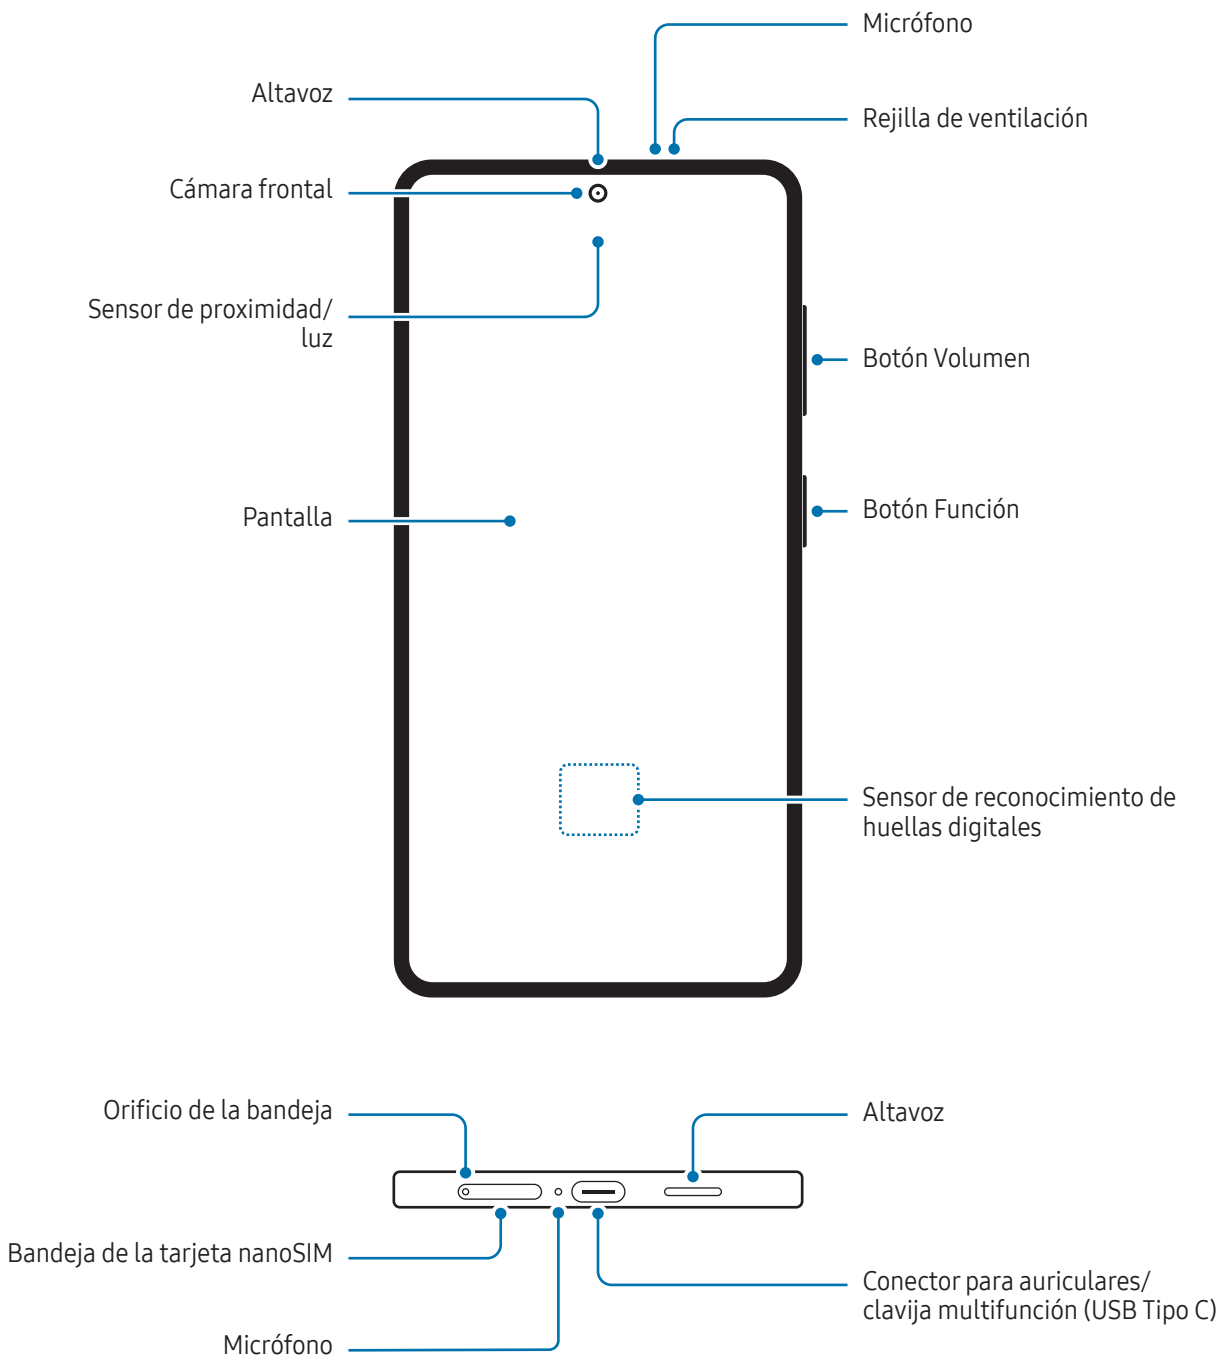 Micrófono
Altavoz
Rejilla de ventilación
Cámara frontal
Sensor de proximidad/
luz
Botón Volumen
Botón Función
Pantalla
Sensor de reconocimiento de
huellas digitales
Orificio de la bandeja
Altavoz
Bandeja de la tarjeta nanoSIM
Conector para auriculares/
clavija multifunción (USB Tipo C)
Micrófono